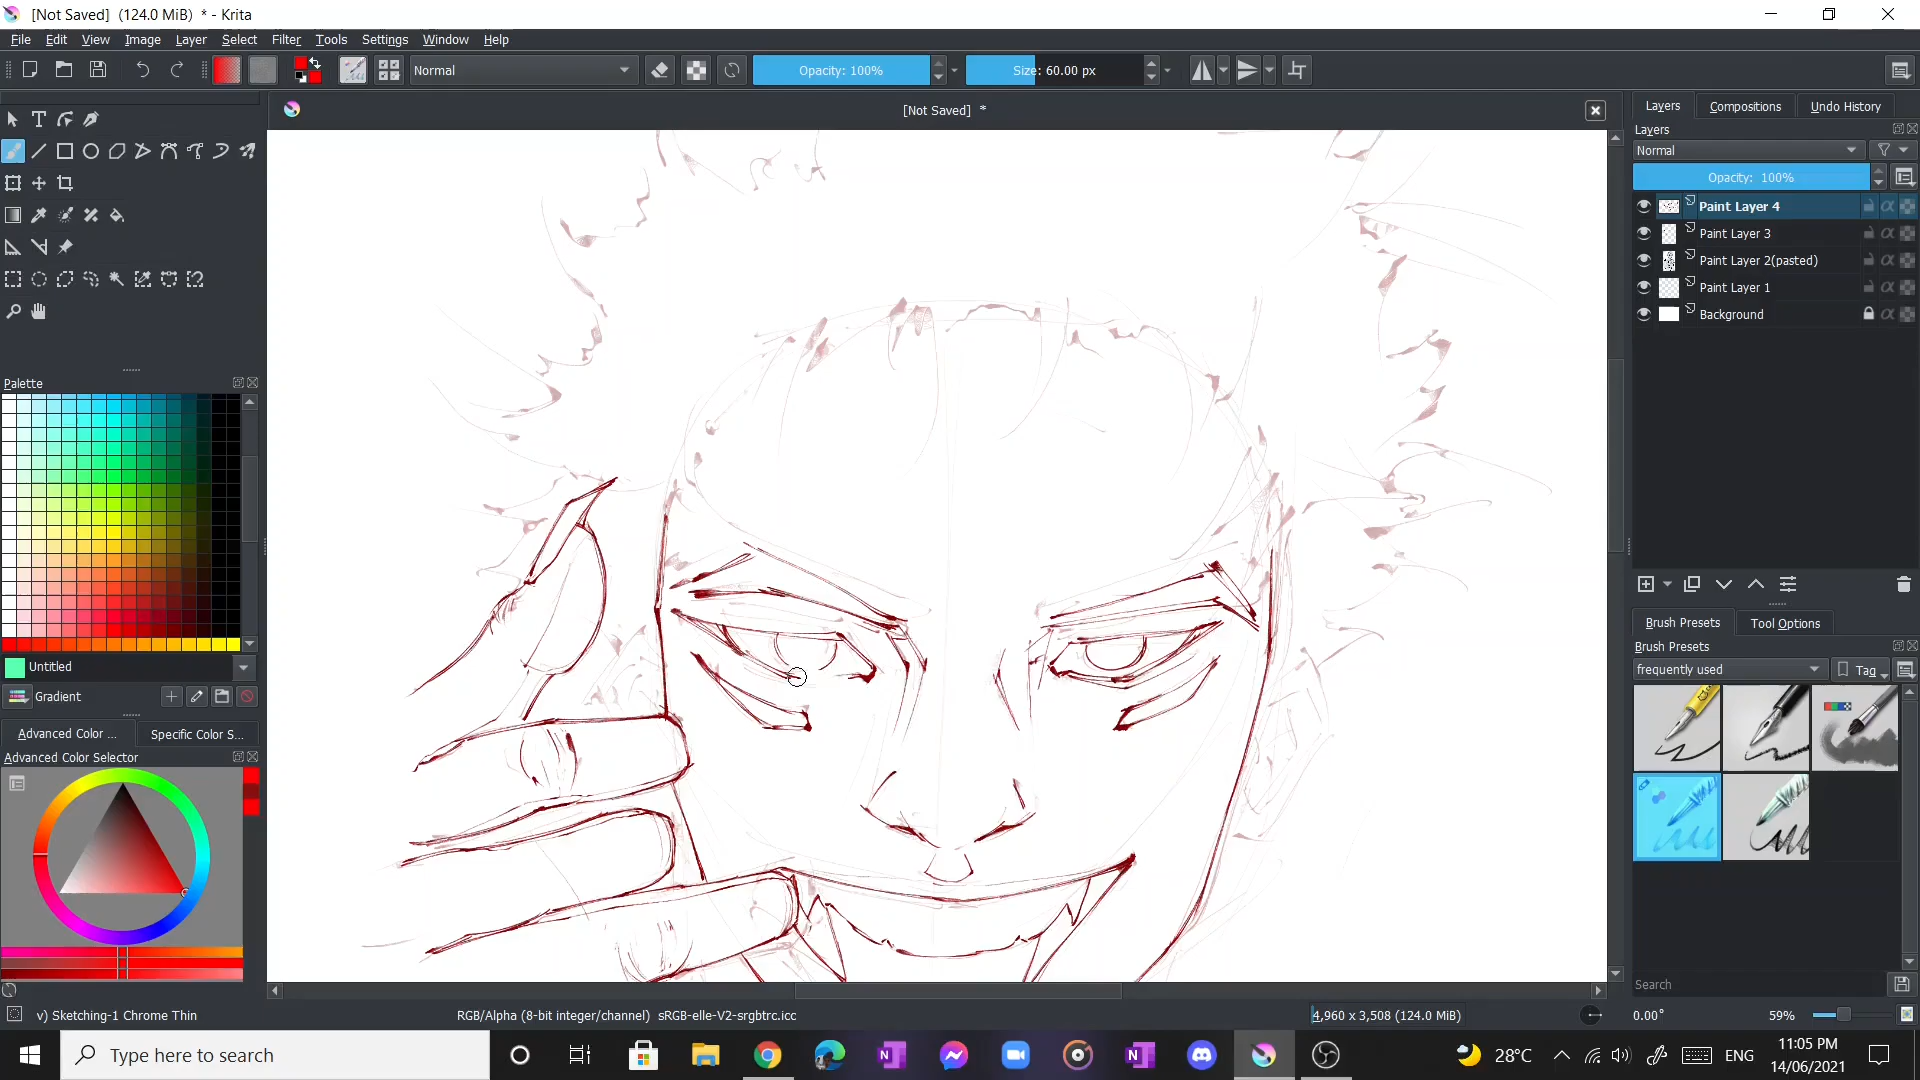 [Not Saved]  (124.0 MiB)  * - Krita
File Edit View Image Layer Select Filter Tools Settings Window Help
Normal
Opacity: 100%
Size: 60.00 px
[Not Saved]  *
Layers Compositions Undo History
Layers
Normal
Opacity:  100%
Paint Layer 4
Paint Layer 3
Paint Layer 2(pasted)
Paint Layer 1
Background
Palette
Untitled
Gradient
Advanced Color ... Specific Color S...
Advanced Color Selector
Brush Presets Tool Options
Brush Presets
frequently used Tag
Search
v) Sketching-1 Chrome Thin
RGB/Alpha (8-bit integer/channel)  sRGB-elle-V2-srgbtrc.icc
4,960 x 3,508 (124.0 MiB)
0.00°
59%
Type here to search
28°C
ENG
11:05 PM
14/06/2021